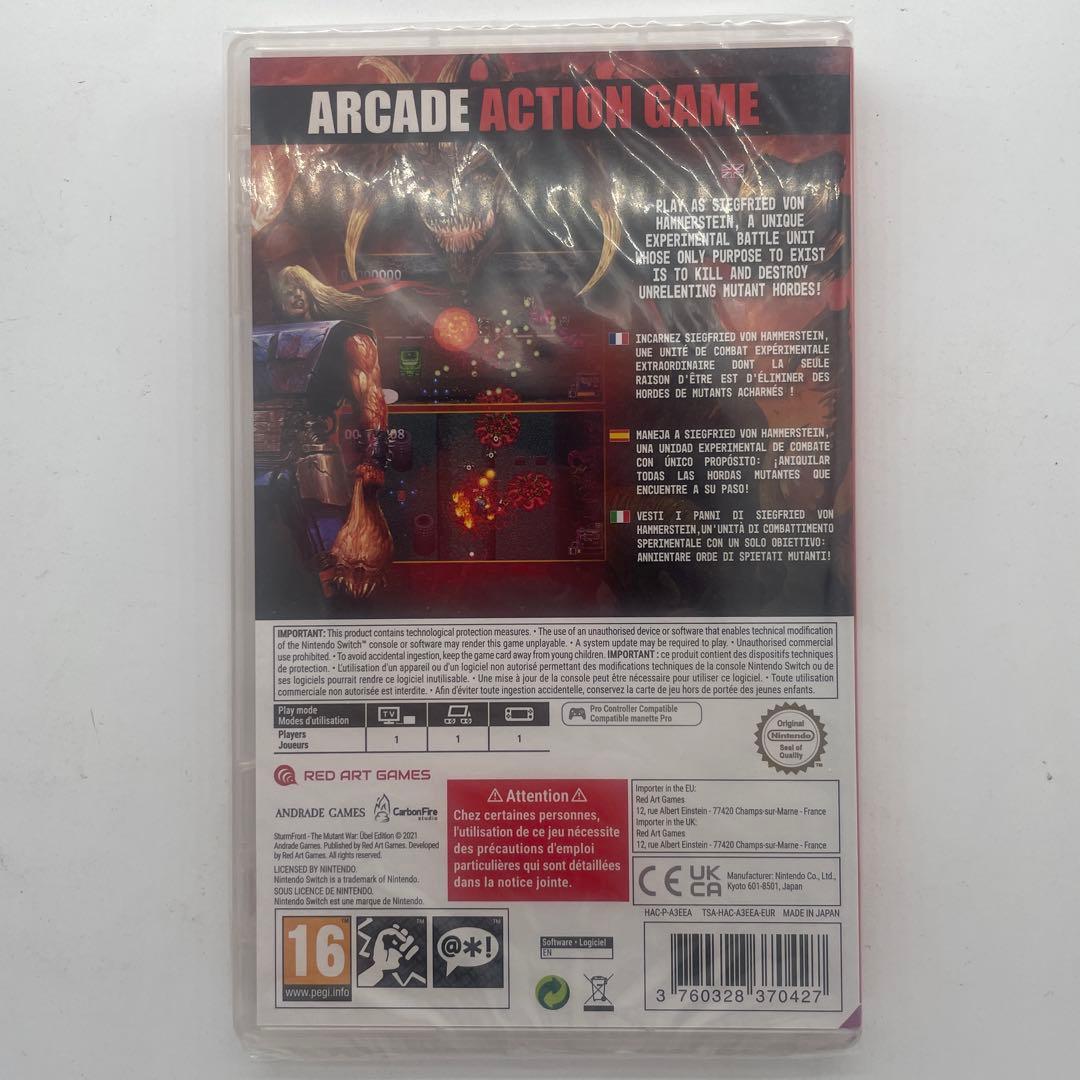 ARCADE ACTION GAME
PLAY AS SIEGFRIED VON
HAMMERSTEIN, A UNIQUE
EXPERIMENTAL BATTLE UNIT
WHOSE ONLY PURPOSE TO EXIST
IS TO KILL AND DESTROY
UNRELENTING MUTANT HORDES!
INCARNEZ SIEGFRIED VON HAMMERSTEIN,
UNE UNITÉ DE COMBAT EXPÉRIMENTALE
EXTRAORDINAIRE DONT LA SEULE
RAISON D'ÊTRE EST D'ÉLIMINER DES
HORDES DE MUTANTS ACHARNÉS !
MANEJA A SIEGFRIED VON HAMMERSTEIN,
UNA UNIDAD EXPERIMENTAL DE COMBATE
CON ÚNICO PROPÓSITO: ¡ANIQUILAR
TODAS LAS HORDAS MUTANTES QUE
ENCUENTRE A SU PASO!
VESTI I PANNI DI SIEGFRIED VON
HAMMERSTEIN,UN'UNITÀ DI COMBATTIMENTO
SPERIMENTALE CON UN SOLO OBIETTIVO:
ANNIENTARE ORDE DI SPIETATI MUTANTI!
IMPORTANT: This product contains technological protection measures. • The use of an unauthorised device or software that enables technical modification
of the Nintendo Switch™ console or software may render this game unplayable. • A system update may be required to play. • Unauthorised commercial
use prohibited. • To avoid accidental ingestion, keep the game card away from young children. IMPORTANT : ce produit contient des dispositifs techniques
de protection. • L'utilisation d'un appareil ou d'un logiciel non autorisé permettant des modifications techniques de la console Nintendo Switch ou de
ses logiciels pourrait rendre ce logiciel inutilisable. • Une mise à jour de la console peut être nécessaire pour utiliser ce logiciel. • Toute utilisation
commerciale non autorisée est interdite. • Afin d'éviter toute ingestion accidentelle, conservez la carte de jeu hors de portée des jeunes enfants.
Play mode
Modes d'utilisation
TV
Players
Joueurs
1 1 1
Pro Controller Compatible
Compatible manette Pro
Original
Nintendo
Seal of
Quality
TM
RED ART GAMES
ANDRADE GAMES CarbonFire
studio
SturmFront - The Mutant War: Übel Edition © 2021
Andrade Games. Published by Red Art Games. Developed
by Red Art Games. All rights reserved.
LICENSED BY NINTENDO.
Nintendo Switch is a trademark of Nintendo.
SOUS LICENCE DE NINTENDO.
Nintendo Switch est une marque de Nintendo.
⚠ Attention ⚠
Chez certaines personnes,
l'utilisation de ce jeu nécessite
des précautions d'emploi
particulières qui sont détaillées
dans la notice jointe.
Importer in the EU:
Red Art Games
12, rue Albert Einstein - 77420 Champs-sur-Marne - France
Importer in the UK:
Red Art Games
12, rue Albert Einstein - 77420 Champs-sur-Marne - France
CE UK
CA
Manufacturer: Nintendo Co., Ltd.,
Kyoto 601-8501, Japan
HAC-P-A3EEA TSA-HAC-A3EEA-EUR MADE IN JAPAN
16
www.pegi.info
@*!
Software • Logiciel
EN
3 760328 370427